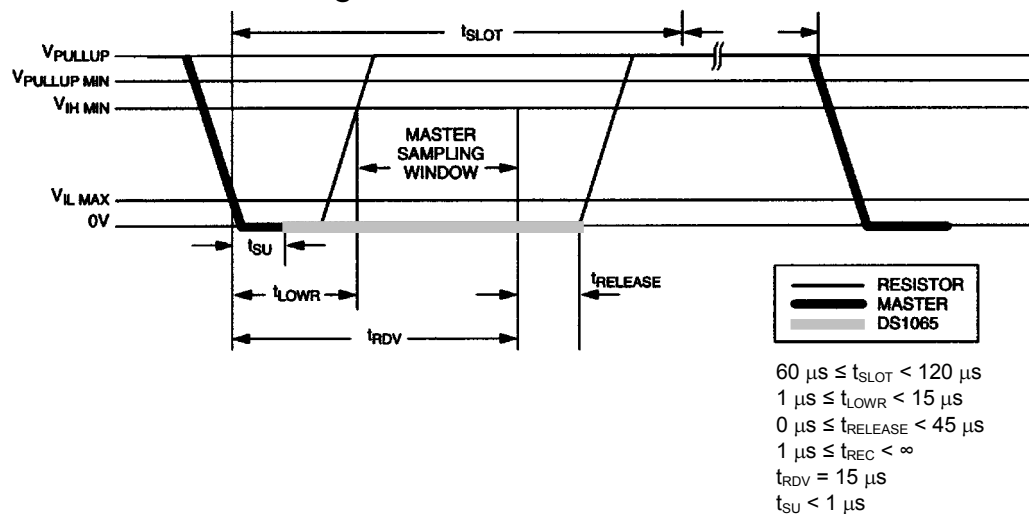 tSLOT
VPULLUP
VPULLUP MIN
VIH MIN
MASTER
SAMPLING
WINDOW
VIL MAX
0V
tSU
tRELEASE
tLOWR
tRDV
RESISTOR
MASTER
DS1065
60 µs ≤ tSLOT < 120 µs
1 µs ≤ tLOWR < 15 µs
0 µs ≤ tRELEASE < 45 µs
1 µs ≤ tREC < ∞
tRDV = 15 µs
tSU < 1 µs